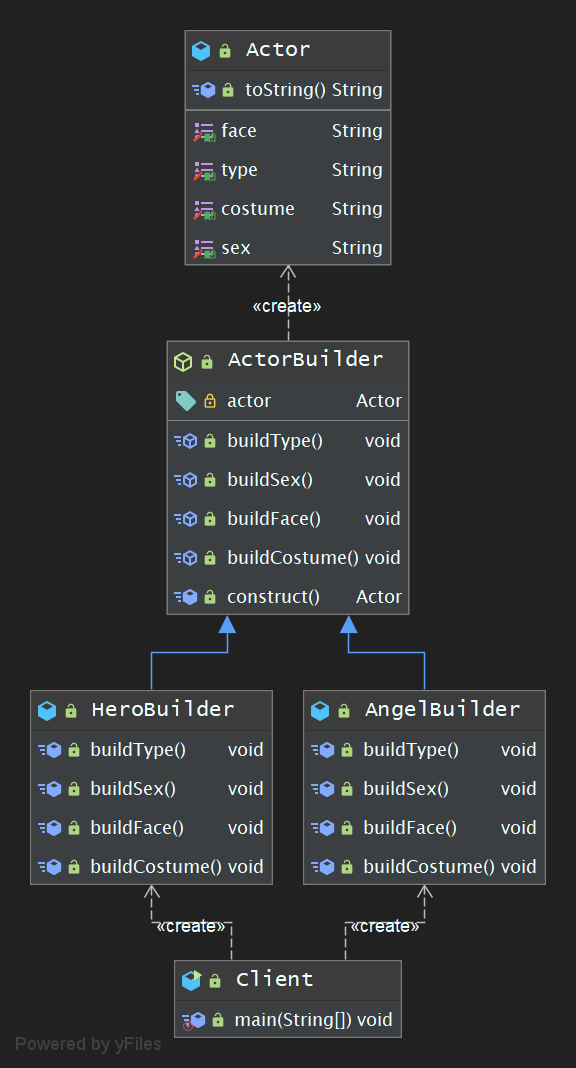 Actor
toString() String
face String
type String
costume String
sex String
«create»
ActorBuilder
actor Actor
buildType() void
buildSex() void
buildFace() void
buildCostume() void
construct() Actor
HeroBuilder
buildType() void
buildSex() void
buildFace() void
buildCostume() void
AngelBuilder
buildType() void
buildSex() void
buildFace() void
buildCostume() void
«create»
«create»
Client
main(String[]) void
Powered by yFiles